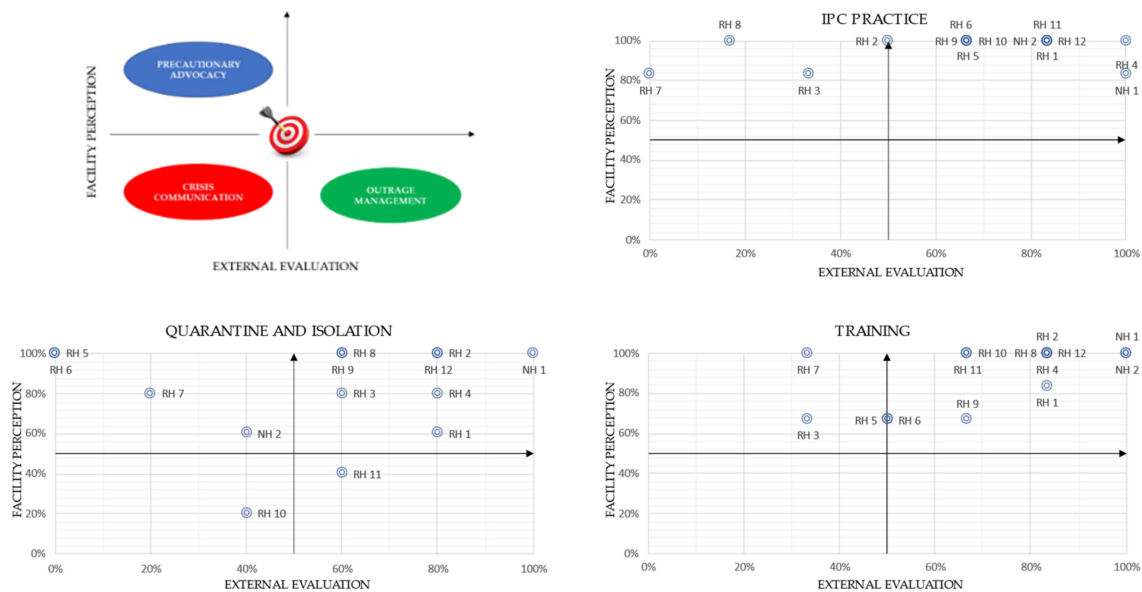 PRECAUTIONARY
ADVOCACY
FACILITY PERCEPTION
CRISIS
COMMUNICATION
OUTRAGE
MANAGEMENT
EXTERNAL EVALUATION
IPC PRACTICE
FACILITY PERCEPTION
100%
80%
60%
40%
20%
0%
RH 8
RH 6
RH 11
RH 2
RH 9
RH 10
NH 2
RH 12
RH 5
RH 1
RH 4
RH 7
RH 3
NH 1
0%
20%
40%
60%
80%
100%
EXTERNAL EVALUATION
QUARANTINE AND ISOLATION
FACILITY PERCEPTION
100%
80%
60%
40%
20%
0%
RH 5
RH 8
RH 2
RH 6
RH 9
RH 12
NH 1
RH 7
RH 3
RH 4
NH 2
RH 1
RH 11
RH 10
0%
20%
40%
60%
80%
100%
EXTERNAL EVALUATION
TRAINING
FACILITY PERCEPTION
100%
80%
60%
40%
20%
0%
RH 2
NH 1
RH 10
RH 8
RH 12
RH 7
RH 11
RH 4
NH 2
RH 1
RH 9
RH 5
RH 6
RH 3
0%
20%
40%
60%
80%
100%
EXTERNAL EVALUATION